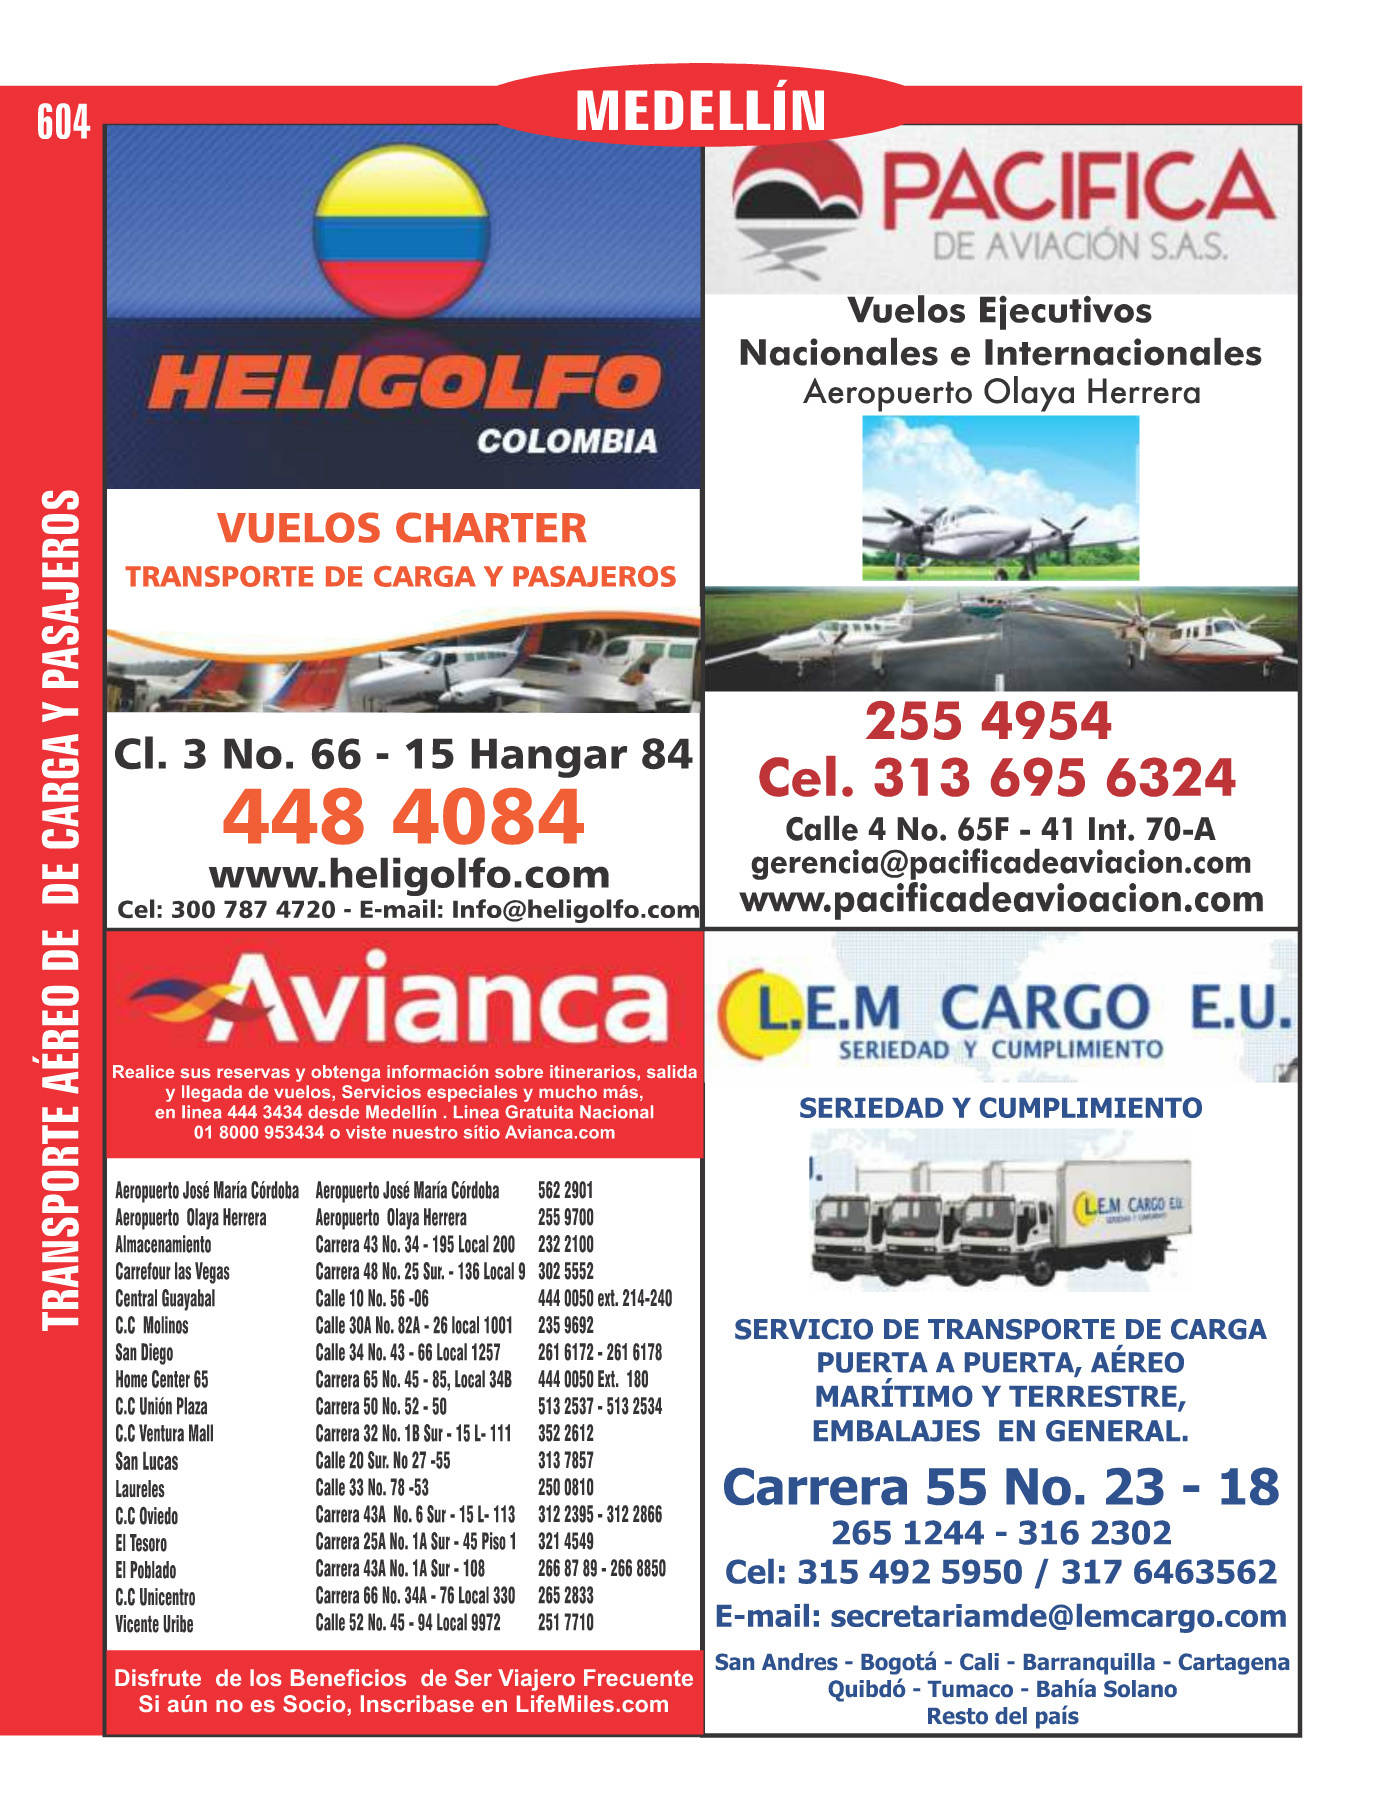 604
MEDELLÍN
TRANSPORTE AÉREO DE DE CARGA Y PASAJEROS
HELIGOLFO
COLOMBIA
VUELOS CHARTER
TRANSPORTE DE CARGA Y PASAJEROS
Cl. 3 No. 66 - 15 Hangar 84
448 4084
www.heligolfo.com
Cel: 300 787 4720 - E-mail: Info@heligolfo.com
PACIFICA
DE AVIACIÓN S.A.S.
Vuelos Ejecutivos
Nacionales e Internacionales
Aeropuerto Olaya Herrera
255 4954
Cel. 313 695 6324
Calle 4 No. 65F - 41 Int. 70-A
gerencia@pacificadeaviacion.com
www.pacificadeavioacion.com
Avianca
Realice sus reservas y obtenga información sobre itinerarios, salida
y llegada de vuelos, Servicios especiales y mucho más,
en linea 444 3434 desde Medellín . Linea Gratuita Nacional
01 8000 953434 o viste nuestro sítio Avianca.com
Aeropuerto José María Córdoba Aeropuerto José María Córdoba 562 2901
Aeropuerto Olaya Herrera Aeropuerto Olaya Herrera 255 9700
Almacenamiento Carrera 43 No. 34 - 195 Local 200 232 2100
Carrefour las Vegas Carrera 48 No. 25 Sur. - 136 Local 9 302 5552
Central Guayabal Calle 10 No. 56 -06 444 0050 ext. 214-240
C.C Molinos Calle 30A No. 82A - 26 local 1001 235 9692
San Diego Calle 34 No. 43 - 66 Local 1257 261 6172 - 261 6178
Home Center 65 Carrera 65 No. 45 - 85, Local 34B 444 0050 Ext. 180
C.C Unión Plaza Carrera 50 No. 52 - 50 513 2537 - 513 2534
C.C Ventura Mall Carrera 32 No. 1B Sur - 15 L- 111 352 2612
San Lucas Calle 20 Sur. No 27 -55 313 7857
Laureles Calle 33 No. 78 -53 250 0810
C.C Oviedo Carrera 43A No. 6 Sur - 15 L- 113 312 2395 - 312 2866
El Tesoro Carrera 25A No. 1A Sur - 45 Piso 1 321 4549
El Poblado Carrera 43A No. 1A Sur - 108 266 87 89 - 266 8850
C.C Unicentro Carrera 66 No. 34A - 76 Local 330 265 2833
Vicente Uribe Calle 52 No. 45 - 94 Local 9972 251 7710
Disfrute de los Beneficios de Ser Viajero Frecuente
Si aún no es Socio, Inscribase en LifeMiles.com
L.E.M CARGO E.U.
SERIEDAD Y CUMPLIMIENTO
SERIEDAD Y CUMPLIMIENTO
U.
L.E.M CARGO E.U.
SERIEDAD Y CUMPLIMIENTO
SERVICIO DE TRANSPORTE DE CARGA
PUERTA A PUERTA, AÉREO
MARÍTIMO Y TERRESTRE,
EMBALAJES EN GENERAL.
Carrera 55 No. 23 - 18
265 1244 - 316 2302
Cel: 315 492 5950 / 317 6463562
E-mail: secretariamde@lemcargo.com
San Andres - Bogotá - Cali - Barranquilla - Cartagena
Quibdó - Tumaco - Bahía Solano
Resto del país